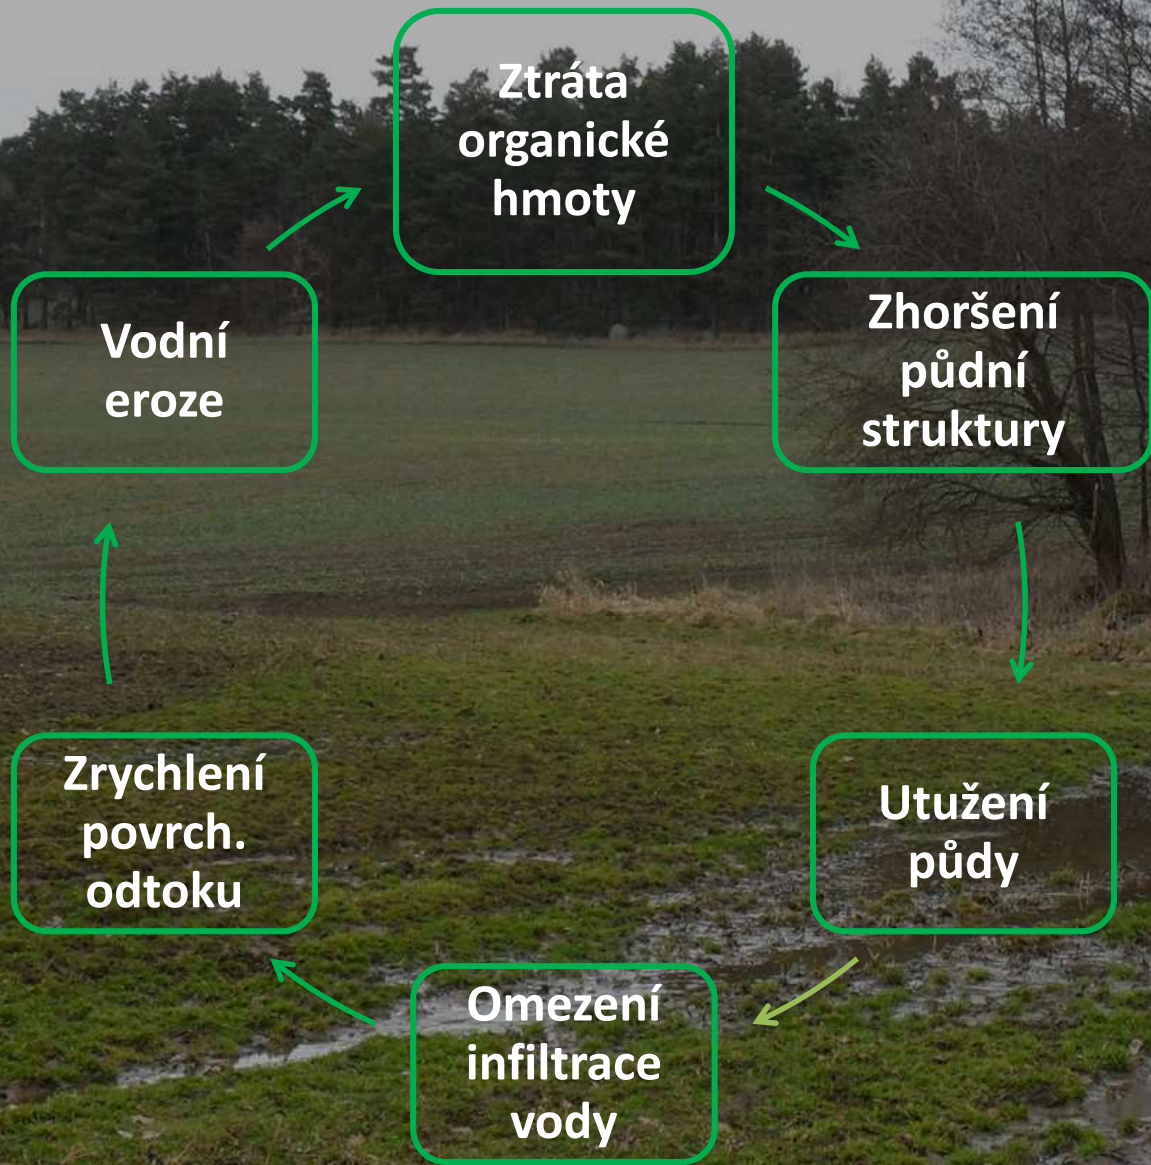 Ztráta
organické
hmoty
Zhoršení
půdní
struktury
Utužení
půdy
Omezení
infiltrace
vody
Zrychlení
povrch.
odtoku
Vodní
eroze